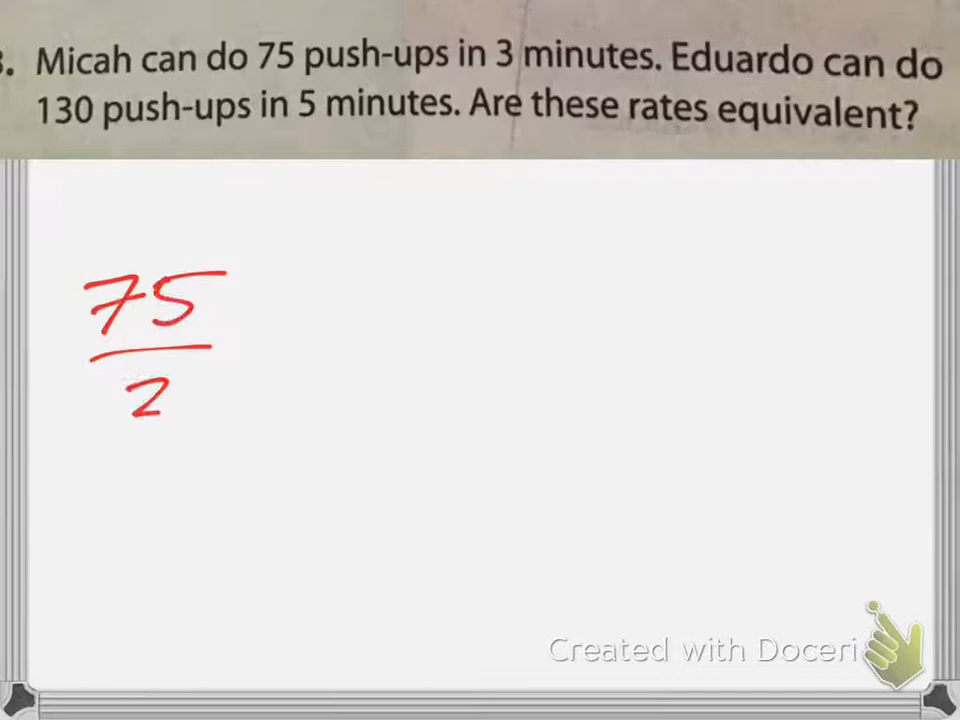 3. Micah can do 75 push-ups in 3 minutes. Eduardo can do
130 push-ups in 5 minutes. Are these rates equivalent?
75
2
Created with Doceri